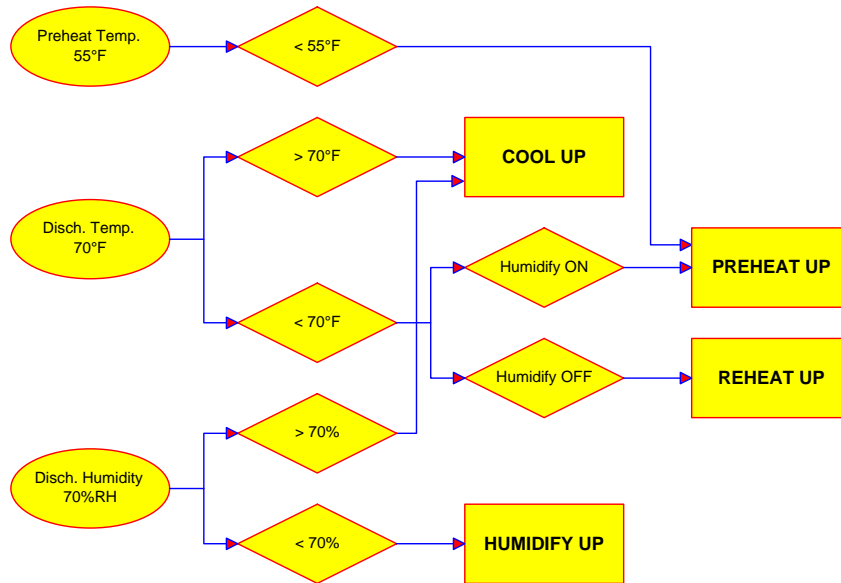 Preheat Temp.
55°F
< 55°F
> 70°F
COOL UP
Disch. Temp.
70°F
Humidify ON
PREHEAT UP
< 70°F
Humidify OFF
REHEAT UP
> 70%
Disch. Humidity
70%RH
< 70%
HUMIDIFY UP